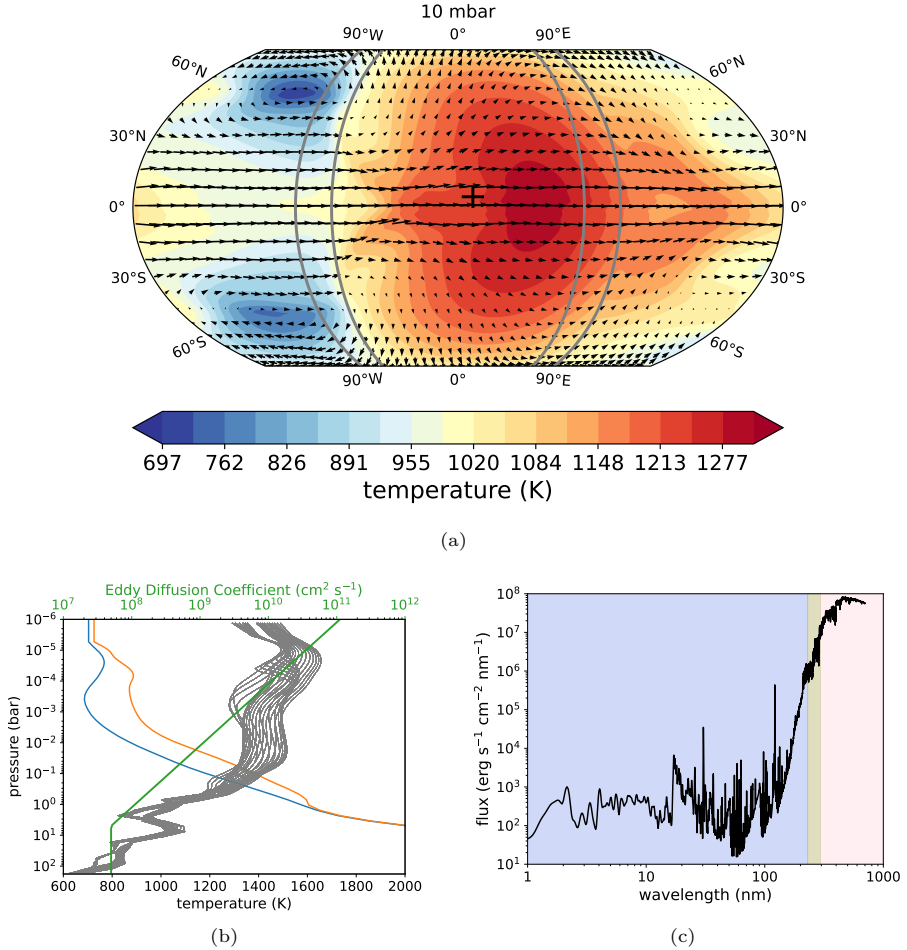 10 mbar
90°W 0° 90°E
60°N 60°N
30°N 30°N
0° 0°
30°S 30°S
60°S 60°S
90°W 0° 90°E
697 762 826 891 955 1020 1084 1148 1213 1277
temperature (K)
(a)
Eddy Diffusion Coefficient (cm² s⁻¹)
10⁷ 10⁸ 10⁹ 10¹⁰ 10¹¹ 10¹²
10⁻⁶
10⁻⁵
10⁻⁴
10⁻³
10⁻²
10⁻¹
10⁰
10¹
10²
pressure (bar)
600 800 1000 1200 1400 1600 1800 2000
temperature (K)
(b)
10⁸
10⁷
10⁶
10⁵
10⁴
10³
10²
10¹
flux (erg s⁻¹ cm⁻² nm⁻¹)
1 10 100 1000
wavelength (nm)
(c)